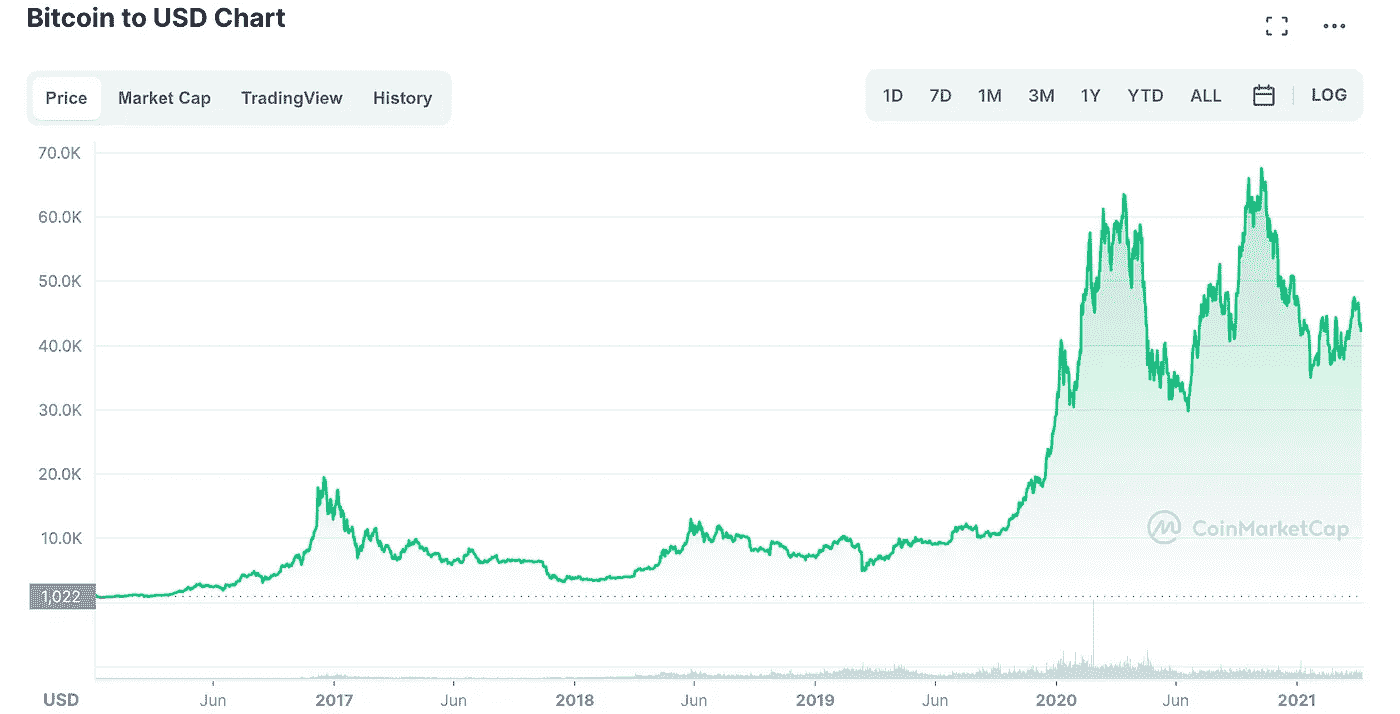 Bitcoin to USD Chart
Price Market Cap TradingView History
1D 7D 1M 3M 1Y YTD ALL LOG
70.0K
60.0K
50.0K
40.0K
30.0K
20.0K
10.0K
1,022
CoinMarketCap
USD Jun 2017 Jun 2018 Jun 2019 Jun 2020 Jun 2021